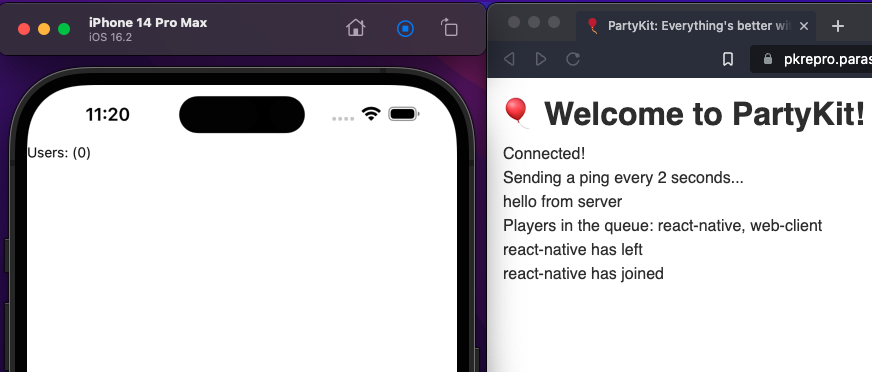 iPhone 14 Pro Max
iOS 16.2
11:20
Users: (0)
PartyKit: Everything's better wi
pkrepro.paras
Welcome to PartyKit!
Connected!
Sending a ping every 2 seconds...
hello from server
Players in the queue: react-native, web-client
react-native has left
react-native has joined